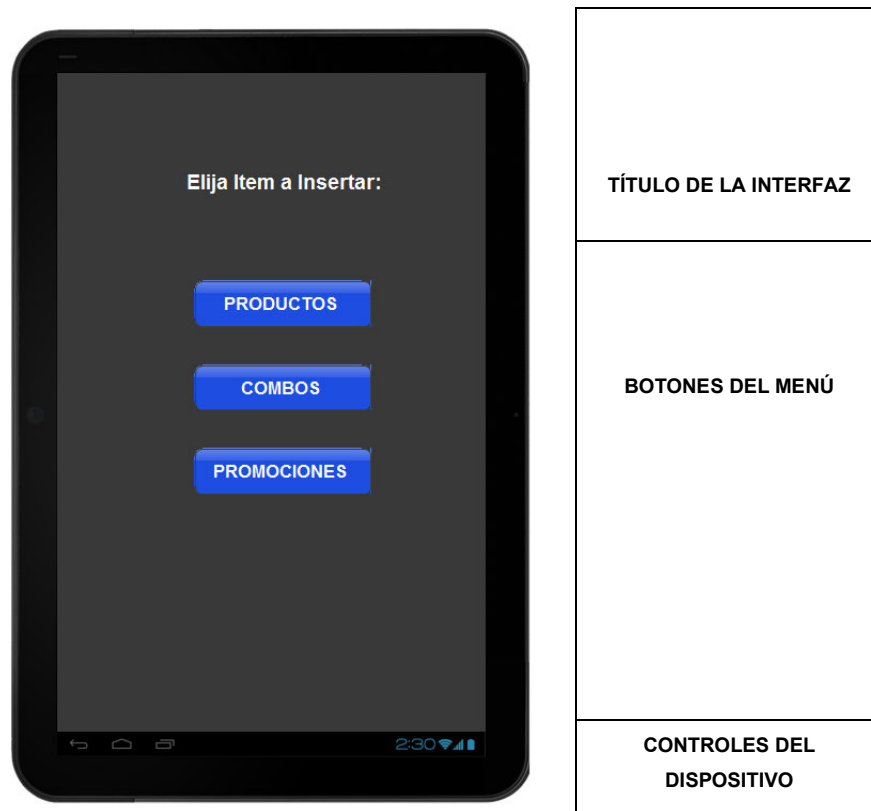 Elija Item a Insertar:
TÍTULO DE LA INTERFAZ
PRODUCTOS
COMBOS
BOTONES DEL MENÚ
PROMOCIONES
2:30
CONTROLES DEL
DISPOSITIVO